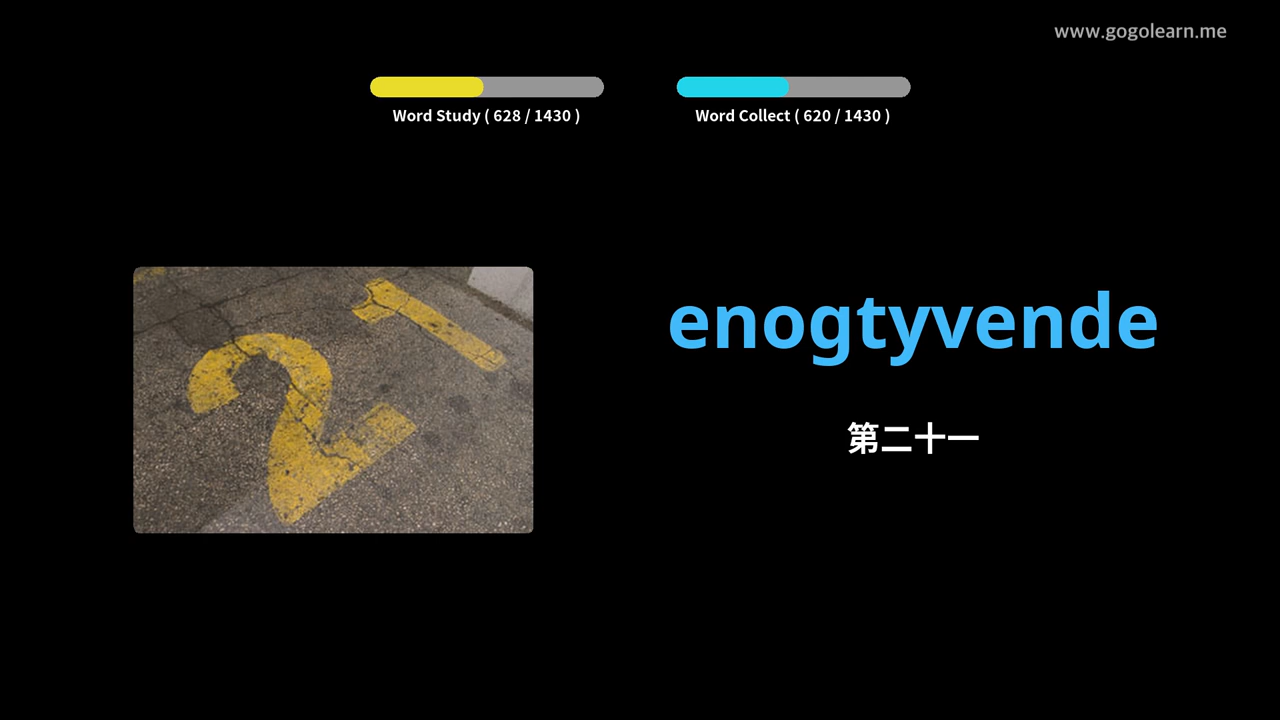 www.gogolearn.me
Word Study ( 628 / 1430 )
Word Collect ( 620 / 1430 )
21
enogtyvende
第二十一